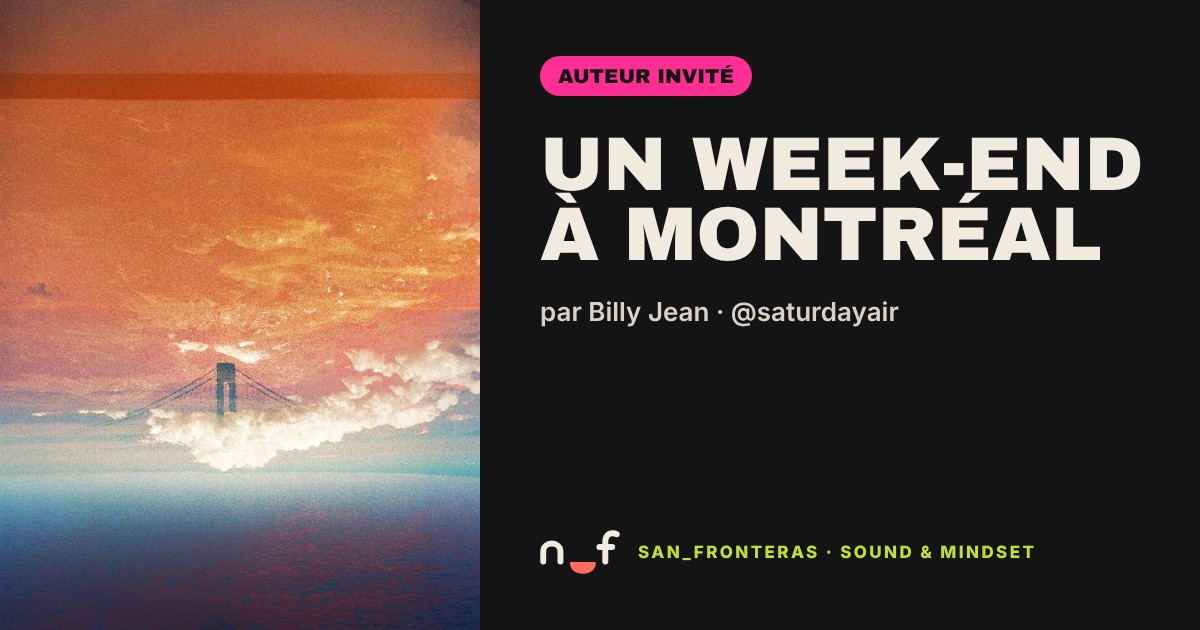 AUTEUR INVITÉ
UN WEEK-END
À MONTRÉAL
par Billy Jean · @saturdayair
n_f SAN_FRONTERAS · SOUND & MINDSET